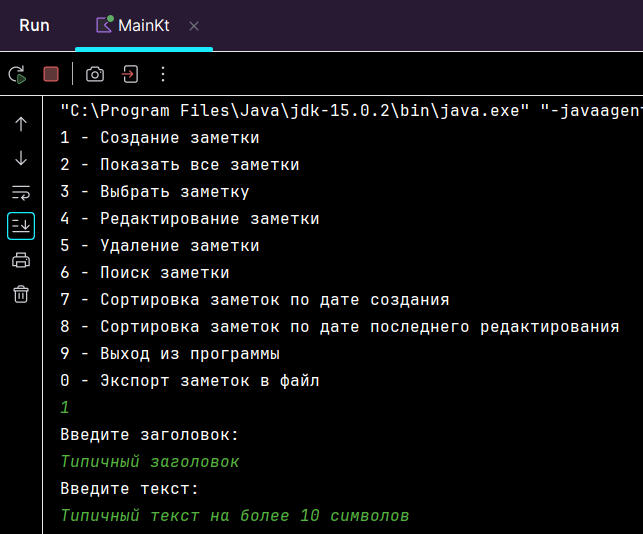 Run MainKt
"C:\Program Files\Java\jdk-15.0.2\bin\java.exe" "-javaagent
1 - Создание заметки
2 - Показать все заметки
3 - Выбрать заметку
4 - Редактирование заметки
5 - Удаление заметки
6 - Поиск заметки
7 - Сортировка заметок по дате создания
8 - Сортировка заметок по дате последнего редактирования
9 - Выход из программы
0 - Экспорт заметок в файл
1
Введите заголовок:
Типичный заголовок
Введите текст:
Типичный текст на более 10 символов